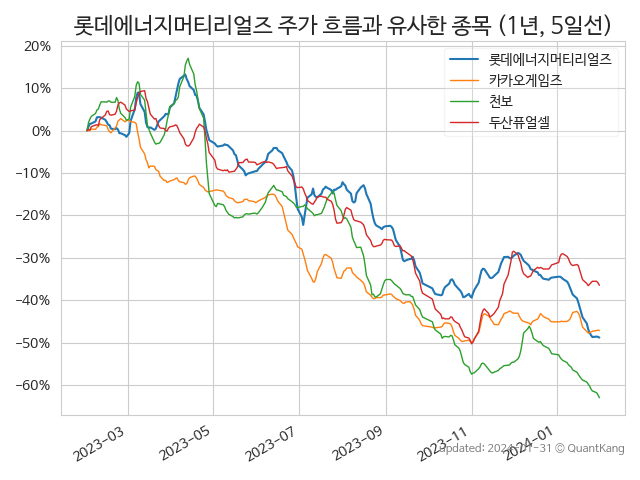 롯데에너지머티리얼즈 주가 흐름과 유사한 종목 (1년, 5일선)
롯데에너지머티리얼즈
카카오게임즈
천보
두산퓨얼셀
20%
10%
0%
−10%
−20%
−30%
−40%
−50%
−60%
2023-03
2023-05
2023-07
2023-09
2023-11
2024-01
updated: 2024-01-31 © QuantKang